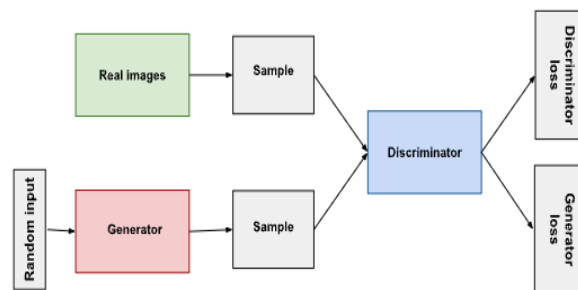 Real images
Sample
Discriminator
loss
Discriminator
Random input
Generator
Sample
Generator
loss